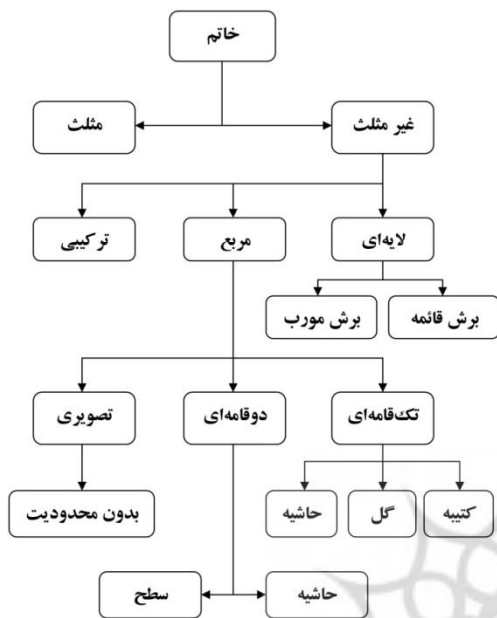 خاتم
غیر مثلث
مثلث
لایه‌ای
مربع
ترکیبی
برش قائمه
برش مورب
تک‌قامه‌ای
دوقامه‌ای
تصویری
کتیبه
گل
حاشیه
بدون محدودیت
حاشیه
سطح